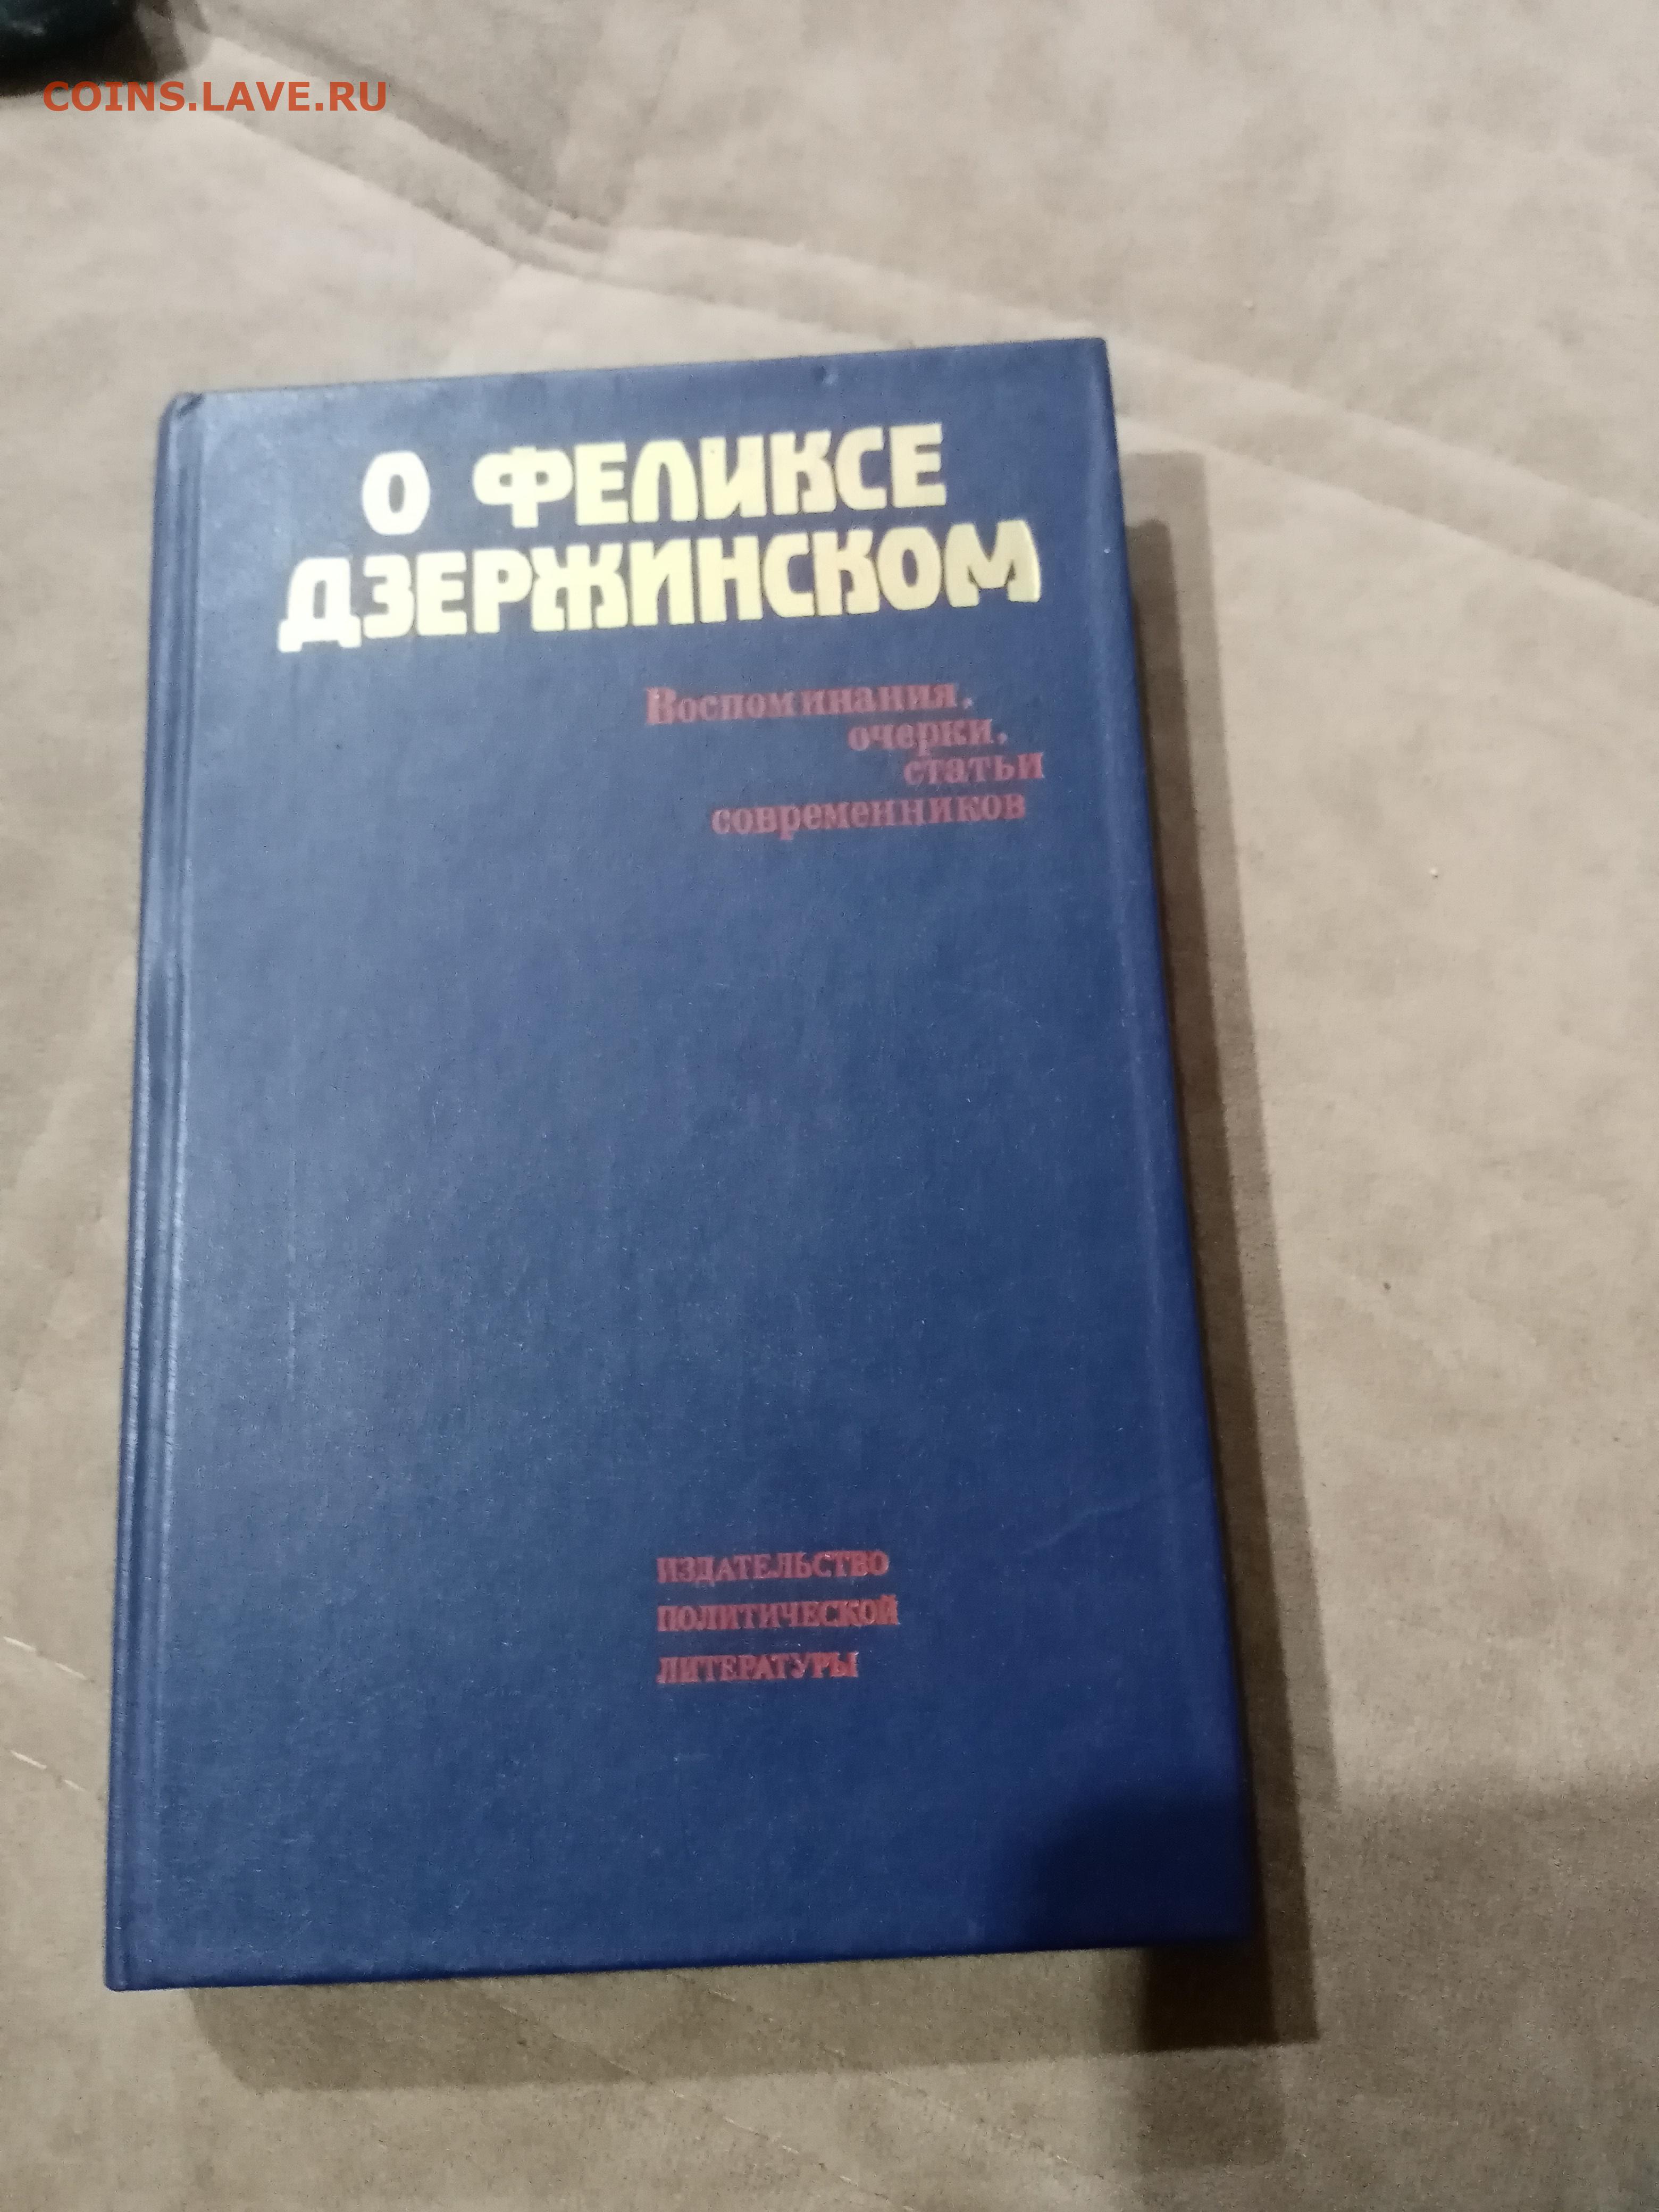 COINS.LAVE.RU
О ФЕЛИКСЕ
ДЗЕРЖИНСКОМ
Воспоминания,
очерки,
статьи
современников
ИЗДАТЕЛЬСТВО
ПОЛИТИЧЕСКОЙ
ЛИТЕРАТУРЫ